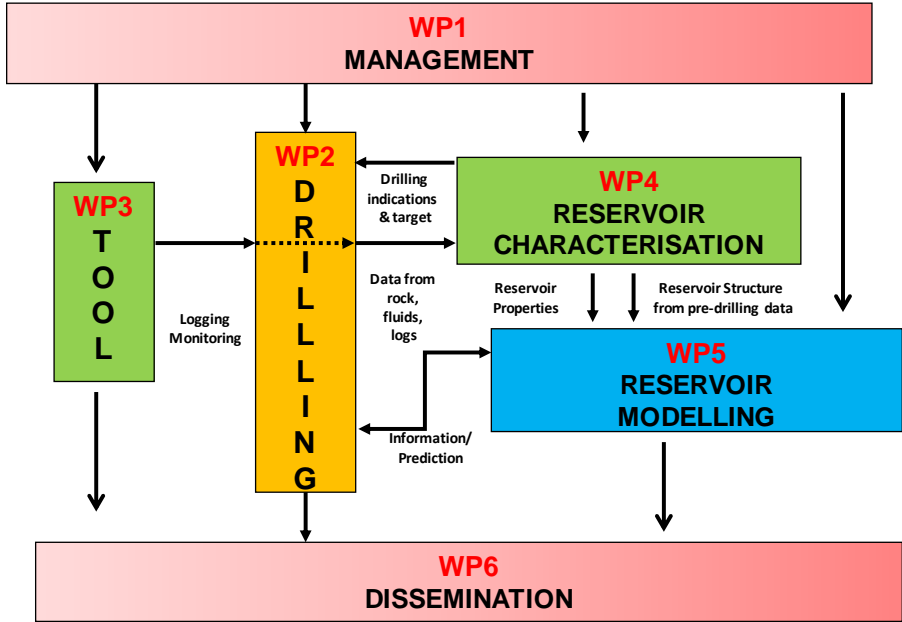 WP1
MANAGEMENT
WP2
D
R
I
L
L
L
I
N
G
WP3
T
O
O
L
Logging
Monitoring
Drilling
indications
& target
Data from
rock,
fluids,
logs
WP4
RESERVOIR
CHARACTERISATION
Reservoir
Properties
Reservoir Structure
from pre-drilling data
WP5
RESERVOIR
MODELLING
Information/
Prediction
WP6
DISSEMINATION